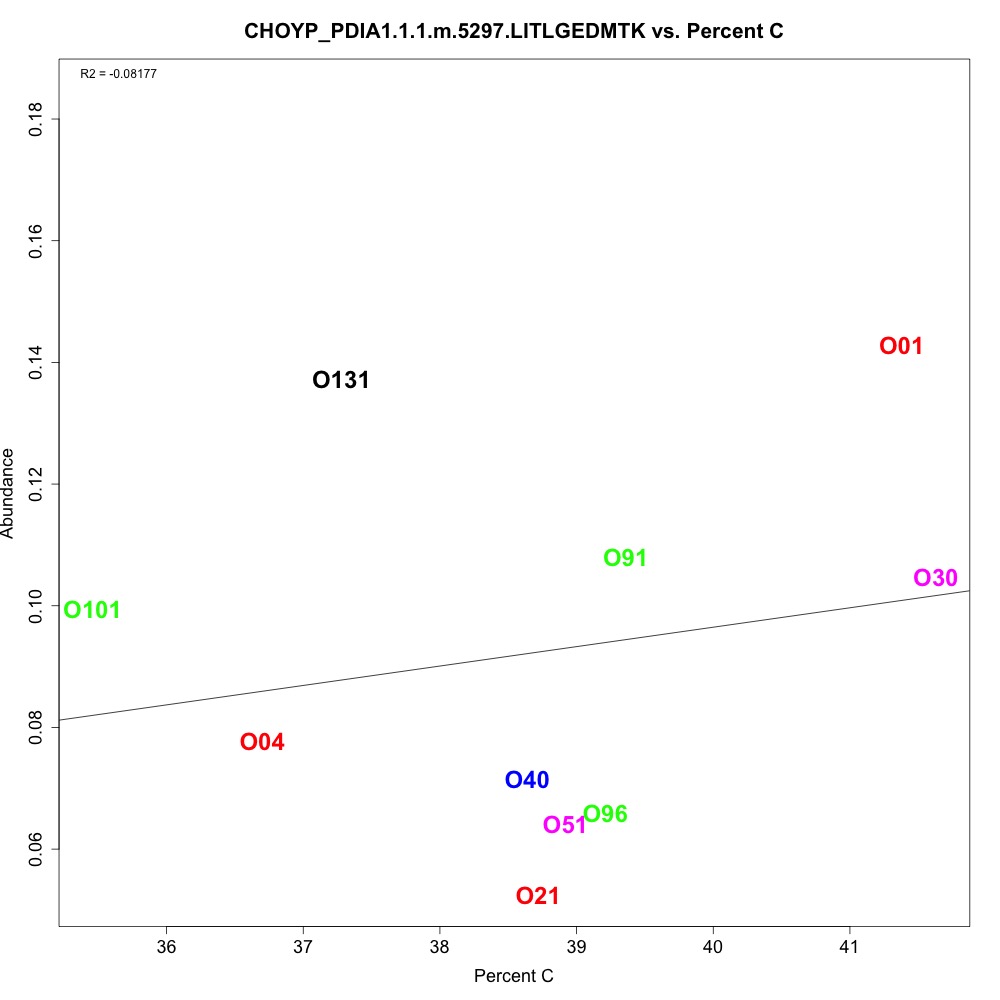 CHOYP_PDIA1.1.1.m.5297.LITLGEDMTK vs. Percent C
R2 = -0.08177
0.18
0.16
0.14
0.12
0.10
0.08
0.06
Abundance
O01
O131
O91
O30
O101
O04
O40
O96
O51
O21
36 37 38 39 40 41
Percent C